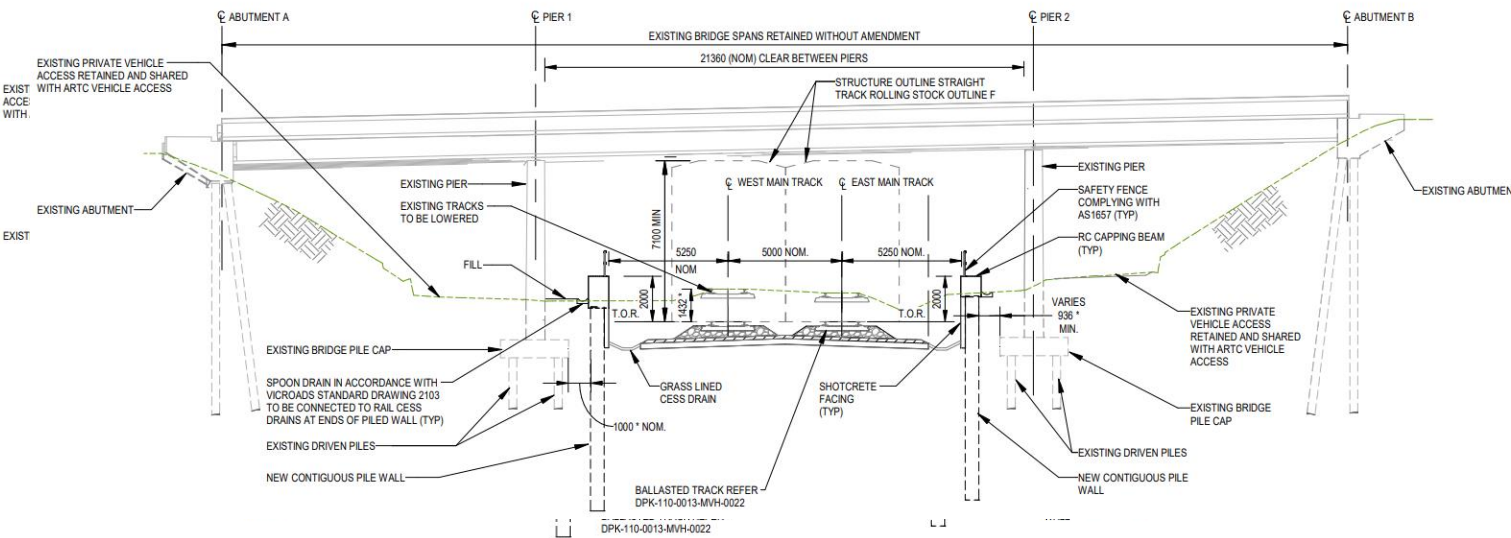 ℄ ABUTMENT A
℄ PIER 1
℄ PIER 2
℄ ABUTMENT B
EXISTING BRIDGE SPANS RETAINED WITHOUT AMENDMENT
21360 (NOM) CLEAR BETWEEN PIERS
EXISTING PRIVATE VEHICLE
ACCESS RETAINED AND SHARED
WITH ARTC VEHICLE ACCESS
EXIST
ACCE
WITH
STRUCTURE OUTLINE STRAIGHT
TRACK ROLLING STOCK OUTLINE F
EXISTING PIER
EXISTING TRACKS
TO BE LOWERED
℄ WEST MAIN TRACK
℄ EAST MAIN TRACK
EXISTING PIER
SAFETY FENCE
COMPLYING WITH
AS1657 (TYP)
RC CAPPING BEAM
(TYP)
EXISTING ABUTMENT
EXISTING ABUTMEN
EXIST
7100 MIN
5250
NOM
5000 NOM.
5250 NOM.
FILL
2000
1432 *
T.O.R.
T.O.R.
2000
VARIES
936 *
MIN.
EXISTING PRIVATE
VEHICLE ACCESS
RETAINED AND SHARED
WITH ARTC VEHICLE
ACCESS
EXISTING BRIDGE PILE CAP
SPOON DRAIN IN ACCORDANCE WITH
VICROADS STANDARD DRAWING 2103
TO BE CONNECTED TO RAIL CESS
DRAINS AT ENDS OF PILED WALL (TYP)
GRASS LINED
CESS DRAIN
SHOTCRETE
FACING
(TYP)
EXISTING BRIDGE
PILE CAP
1000 * NOM.
EXISTING DRIVEN PILES
EXISTING DRIVEN PILES
NEW CONTIGUOUS PILE WALL
NEW CONTIGUOUS PILE
WALL
BALLASTED TRACK REFER
DPK-110-0013-MVH-0022
DPK-110-0013-MVH-0022